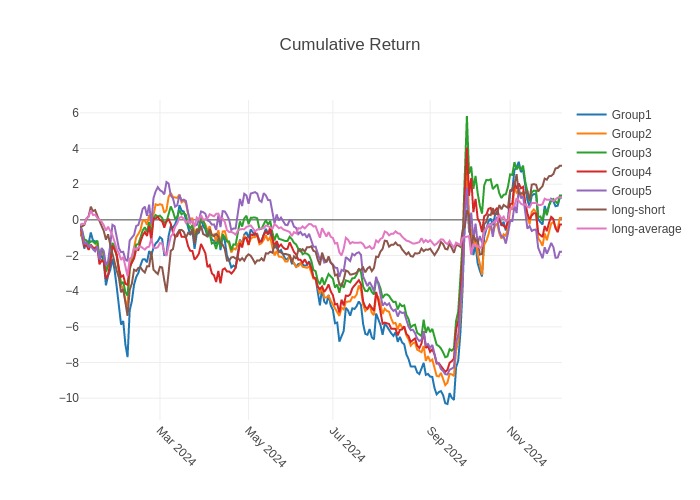 Cumulative Return
6
4
2
0
−2
−4
−6
−8
−10
Mar 2024
May 2024
Jul 2024
Sep 2024
Nov 2024
Group1
Group2
Group3
Group4
Group5
long-short
long-average